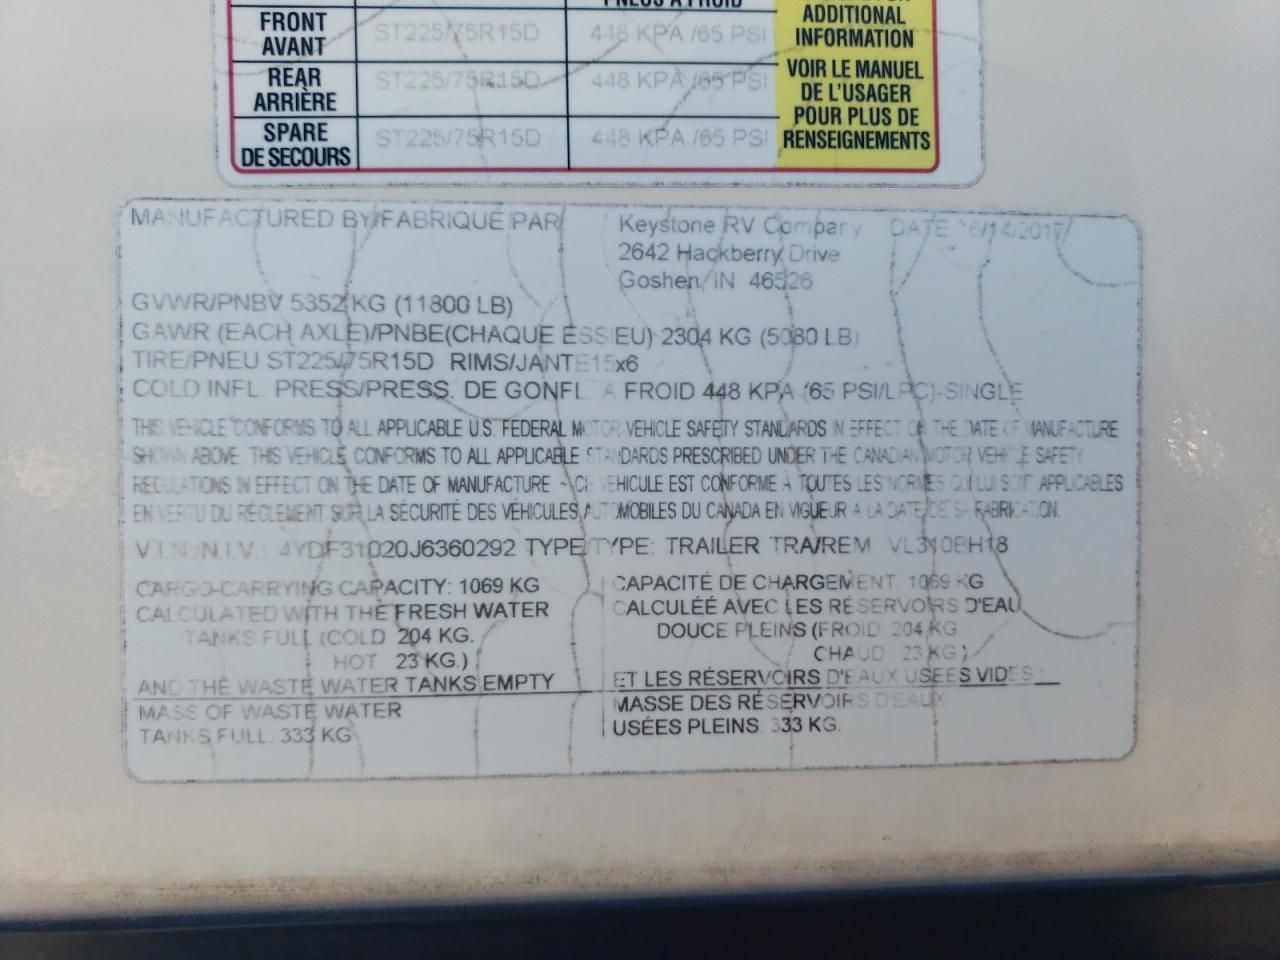 PNEUS À FROID
ADDITIONAL
INFORMATION
VOIR LE MANUEL
DE L'USAGER
POUR PLUS DE
RENSEIGNEMENTS
FRONT
AVANT
ST225/75R15D
448 KPA /65 PSI
REAR
ARRIÈRE
ST225/75R15D
448 KPA /65 PSI
SPARE
DE SECOURS
ST225/75R15D
448 KPA /65 PSI
MANUFACTURED BY/FABRIQUÉ PAR Keystone RV Company DATE 6/14/2017
2642 Hackberry Drive
Goshen IN 46526
GVWR/PNBV 5352 KG (11800 LB)
GAWR (EACH AXLE)/PNBE(CHAQUE ESSIEU) 2304 KG (5080 LB)
TIRE/PNEU ST225/75R15D RIMS/JANTE15x6
COLD INFL PRESS/PRESS. DE GONFL A FROID 448 KPA (65 PSI/LPC)-SINGLE
THIS VEHICLE CONFORMS TO ALL APPLICABLE U.S. FEDERAL MOTOR VEHICLE SAFETY STANDARDS IN EFFECT ON THE DATE OF MANUFACTURE
SHOWN ABOVE. THIS VEHICLE CONFORMS TO ALL APPLICABLE STANDARDS PRESCRIBED UNDER THE CANADIAN MOTOR VEHICLE SAFETY
REGULATIONS IN EFFECT ON THE DATE OF MANUFACTURE - CE VEHICULE EST CONFORME A TOUTES LES NORMES QUI LUI SONT APPLICABLES
EN VERTU DU RÉGLEMENT SUR LA SÉCURITÉ DES VÉHICULES AUTOMOBILES DU CANADA EN VIGUEUR A LA DATE DE SA FABRICATION.
V.I.N./N.I.V.: 4YDF31020J6360292 TYPE/TYPE: TRAILER TRA/REM VL310BH18
CARGO-CARRYING CAPACITY: 1069 KG
CALCULATED WITH THE FRESH WATER
TANKS FULL (COLD 204 KG.
HOT 23 KG.)
AND THE WASTE WATER TANKS EMPTY
MASS OF WASTE WATER
TANKS FULL: 333 KG
CAPACITÉ DE CHARGEMENT 1069 KG
CALCULÉÉ AVEC LES RÉSERVOIRS D'EAU
DOUCE PLEINS (FROID 204 KG.
CHAUD 23 KG)
ET LES RÉSERVOIRS D'EAUX USEES VIDES
MASSE DES RÉSERVOIRS D'EAUX
USÉES PLEINS 333 KG.